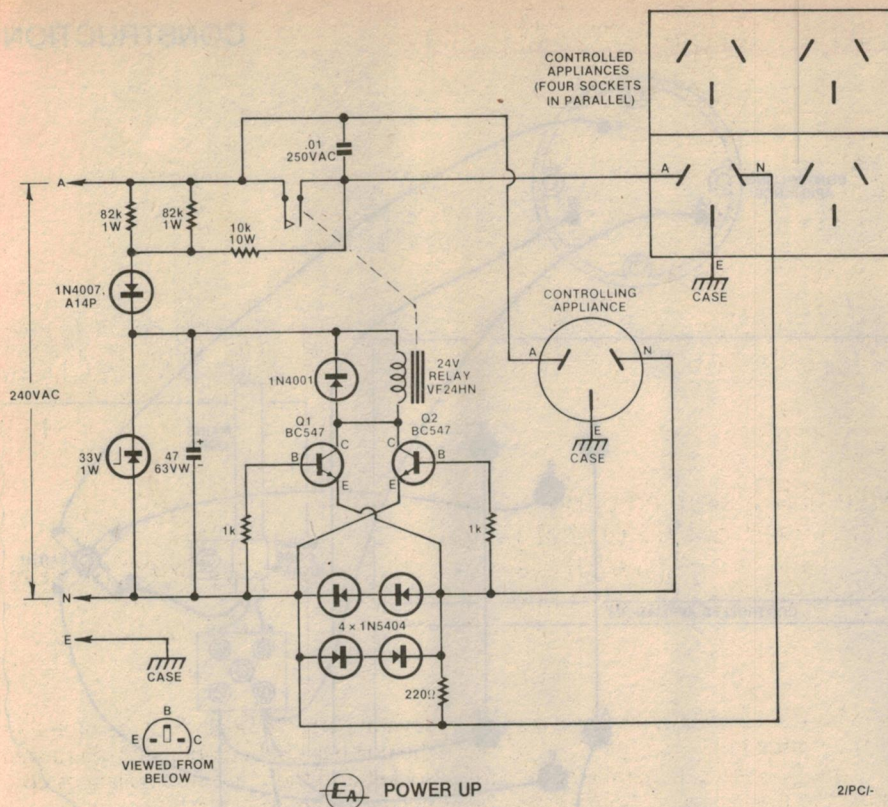 CONSTRUCTION
CONTROLLED
APPLIANCES
(FOUR SOCKETS
IN PARALLEL)
.01
250VAC
A
A
N
82k
1W
82k
1W
10k
10W
E
CASE
1N4007.
A14P
CONTROLLING
APPLIANCE
24V
RELAY
VF24HN
1N4001
A
N
240VAC
Q1
BC547
Q2
BC547
E
CASE
33V
1W
47
63VW
+
-
B
C
E
C
B
E
1k
1k
N
4 × 1N5404
E
CASE
220Ω
B
E
C
VIEWED FROM
BELOW
EA POWER UP
2/PC/-